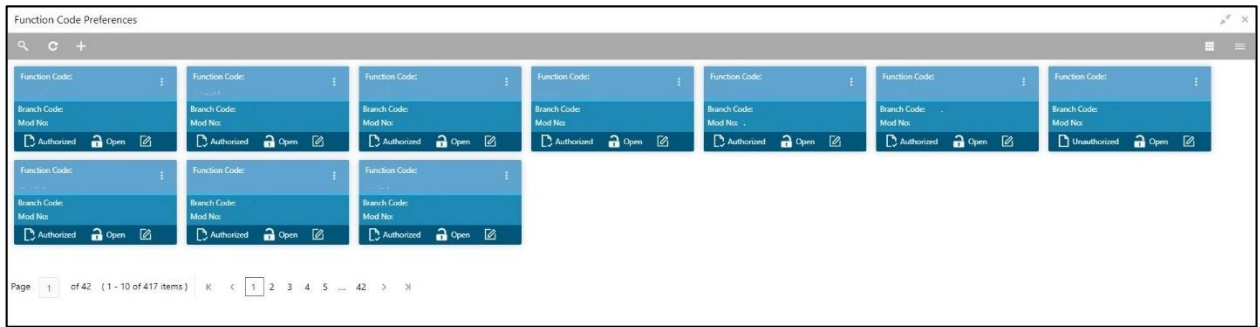 Function Code Preferences
Function Code: Function Code: Function Code: Function Code: Function Code: Function Code: Function Code:
Branch Code: Branch Code: Branch Code: Branch Code: Branch Code: Branch Code: Branch Code:
Mod No: Mod No: Mod No: Mod No: Mod No: Mod No: Mod No:
Authorized Open Authorized Open Authorized Open Authorized Open Authorized Open Authorized Open Unauthorized Open
Function Code: Function Code: Function Code:
Branch Code: Branch Code: Branch Code:
Mod No: Mod No: Mod No:
Authorized Open Authorized Open Authorized Open
Page 1 of 42 (1 - 10 of 417 items) 1 2 3 4 5 ... 42